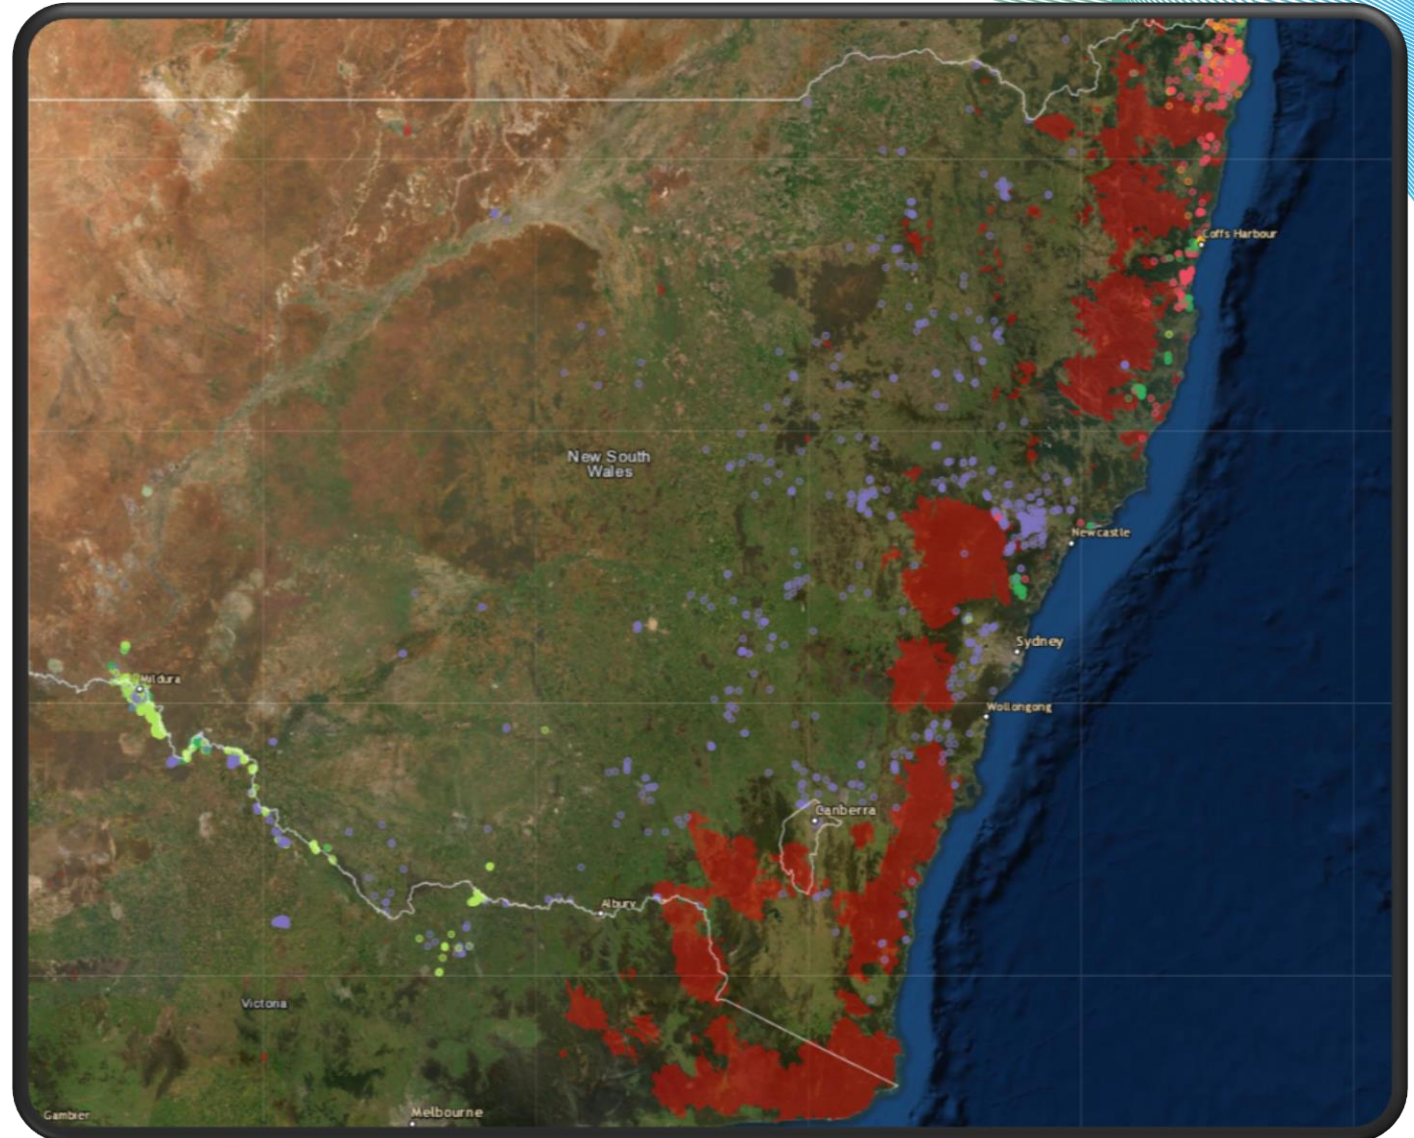 Coffs Harbour
New South
Wales
Newcastle
Sydney
Mildura
Wollongong
Canberra
Albury
Victoria
Gambier
Melbourne